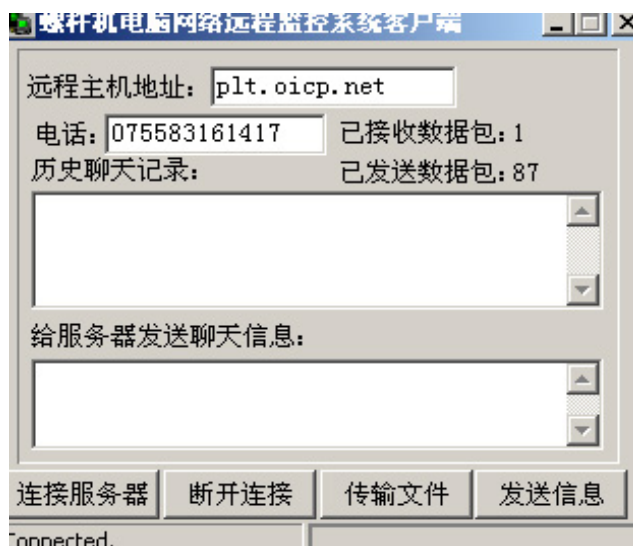 螺杆机电脑网络远程监控系统客户端
远程主机地址: plt.oicp.net
电话: 075583161417 已接收数据包:1
历史聊天记录: 已发送数据包:87
给服务器发送聊天信息:
连接服务器 断开连接 传输文件 发送信息
Connected.